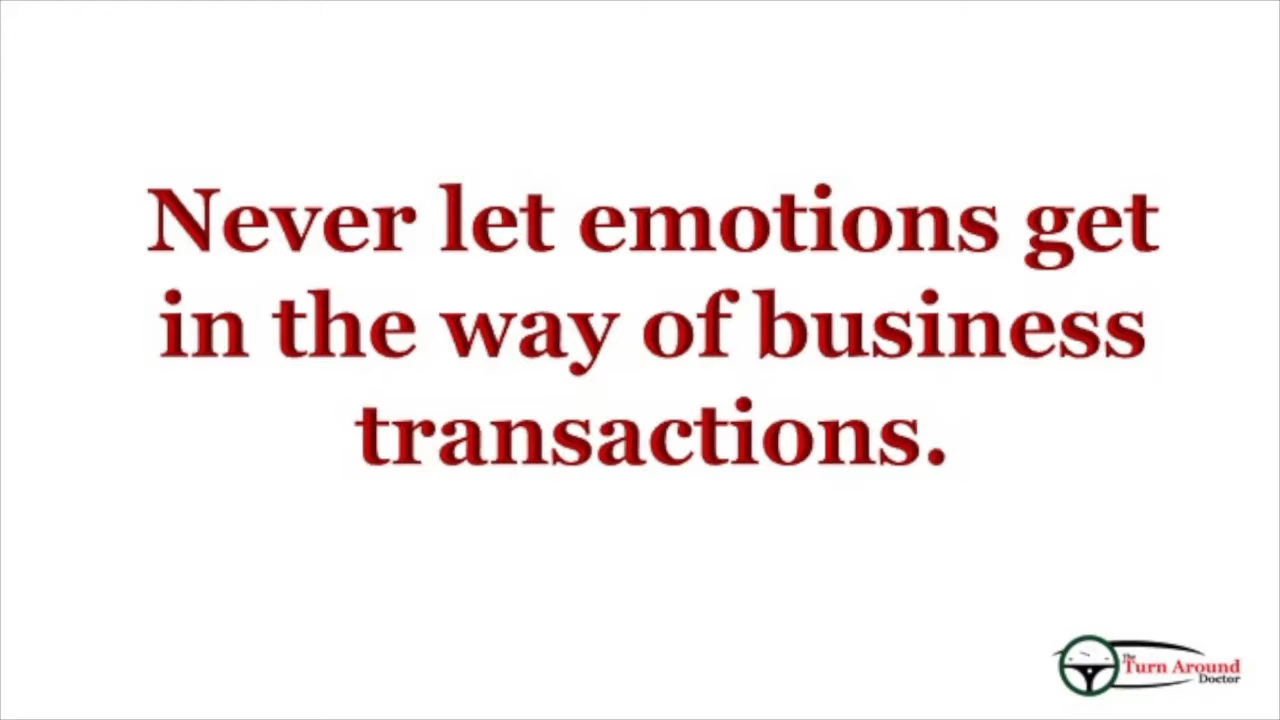 Never let emotions get
in the way of business
transactions.
The
Turn Around
Doctor